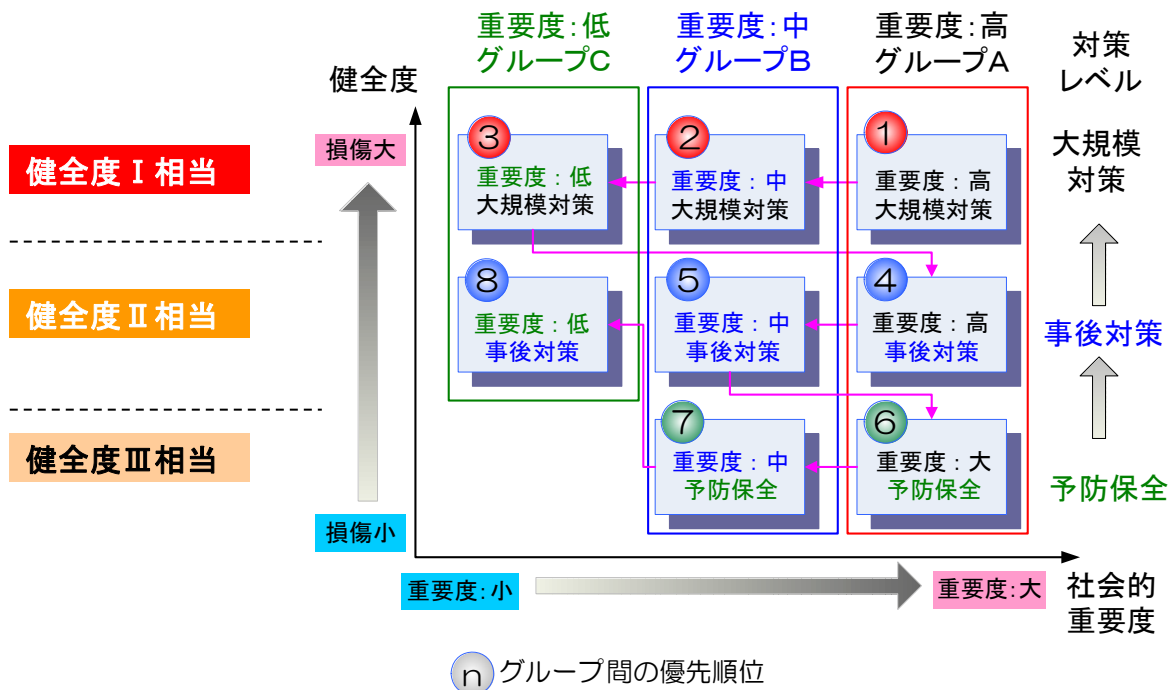 重要度：低
グループC
重要度：中
グループB
重要度：高
グループA
対策
レベル
健全度
損傷大
健全度Ⅰ相当
3
重要度：低
大規模対策
2
重要度：中
大規模対策
1
重要度：高
大規模対策
大規模
対策
健全度Ⅱ相当
8
重要度：低
事後対策
5
重要度：中
事後対策
4
重要度：高
事後対策
事後対策
健全度Ⅲ相当
7
重要度：中
予防保全
6
重要度：大
予防保全
予防保全
損傷小
重要度：小
重要度：大
社会的
重要度
n グループ間の優先順位